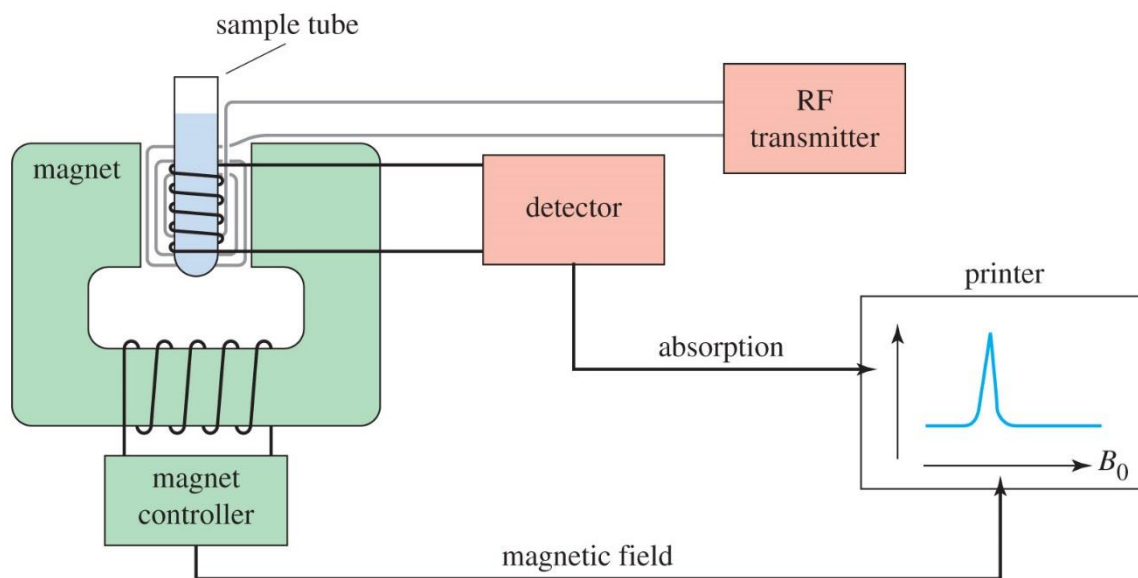 sample tube
RF
transmitter
magnet
detector
printer
absorption
B₀
magnet
controller
magnetic field